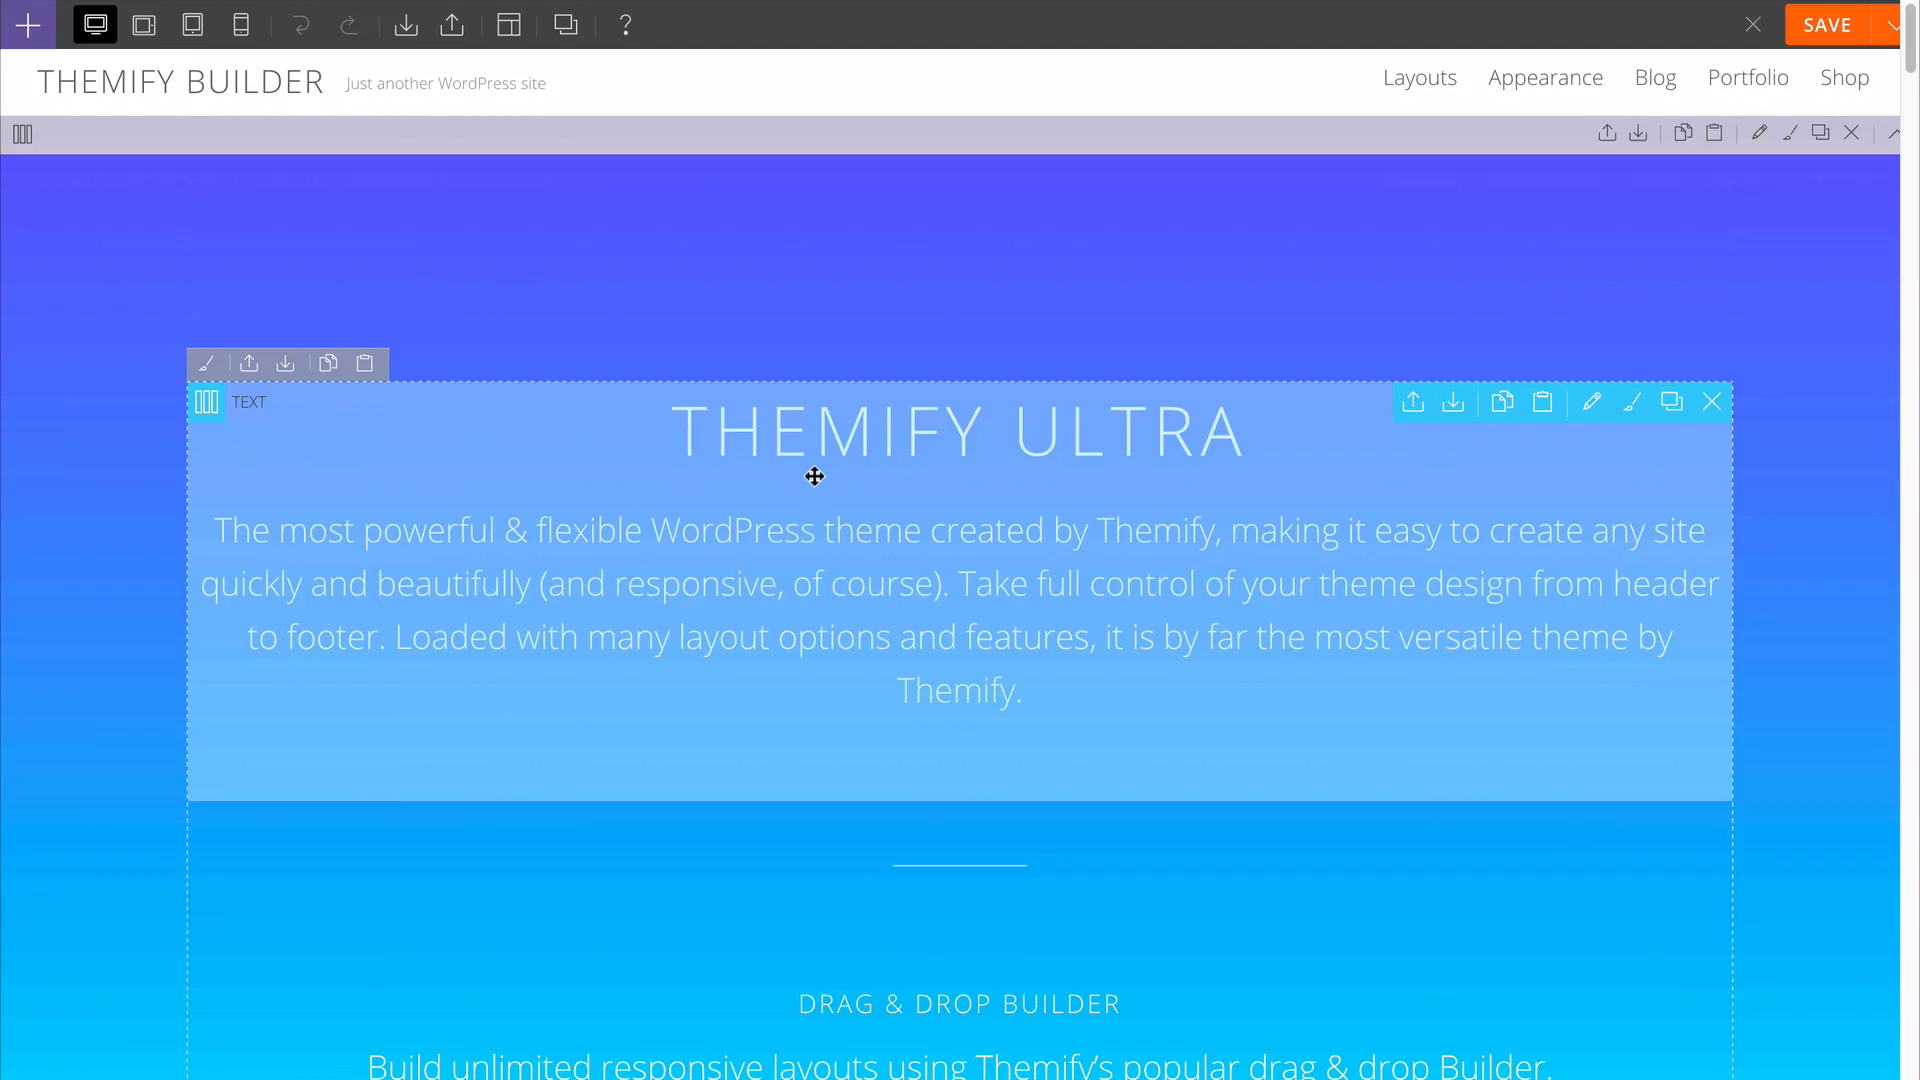 SAVE
THEMIFY BUILDER Just another WordPress site
Layouts Appearance Blog Portfolio Shop
TEXT
THEMIFY ULTRA
The most powerful & flexible WordPress theme created by Themify, making it easy to create any site
quickly and beautifully (and responsive, of course). Take full control of your theme design from header
to footer. Loaded with many layout options and features, it is by far the most versatile theme by
Themify.
DRAG & DROP BUILDER
Build unlimited responsive layouts using Themify’s popular drag & drop Builder.